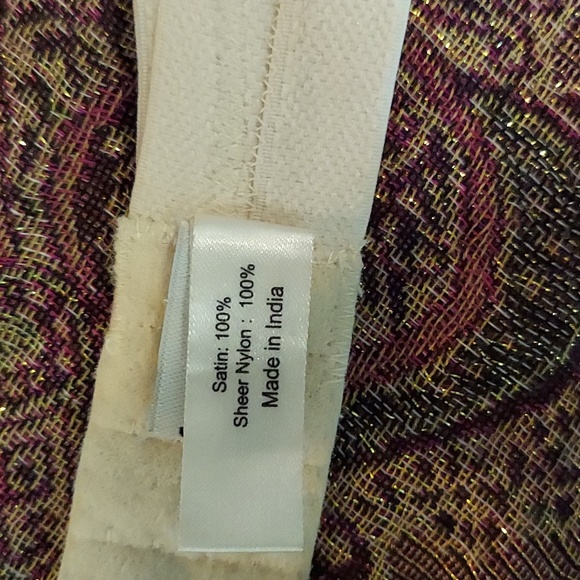 Satin: 100%
Sheer Nylon : 100%
Made in India